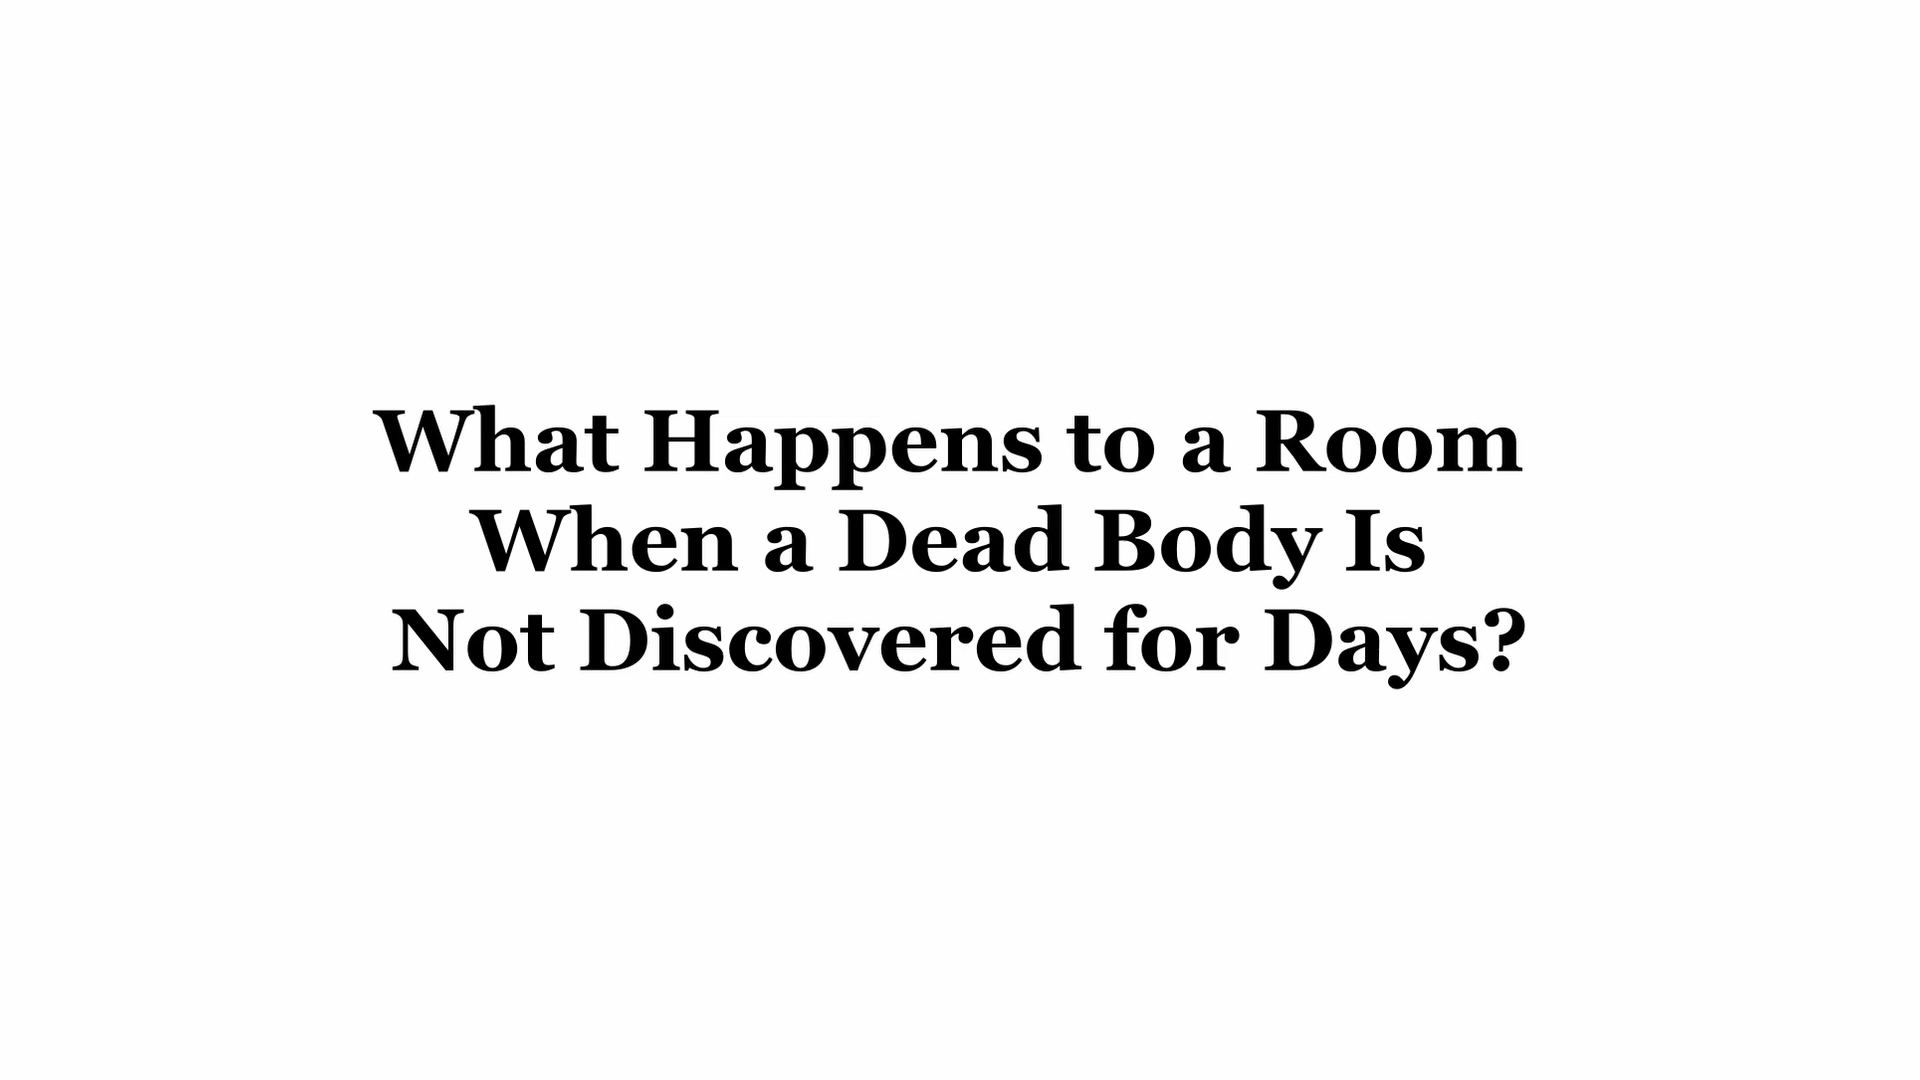 What Happens to a Room
When a Dead Body Is
Not Discovered for Days?